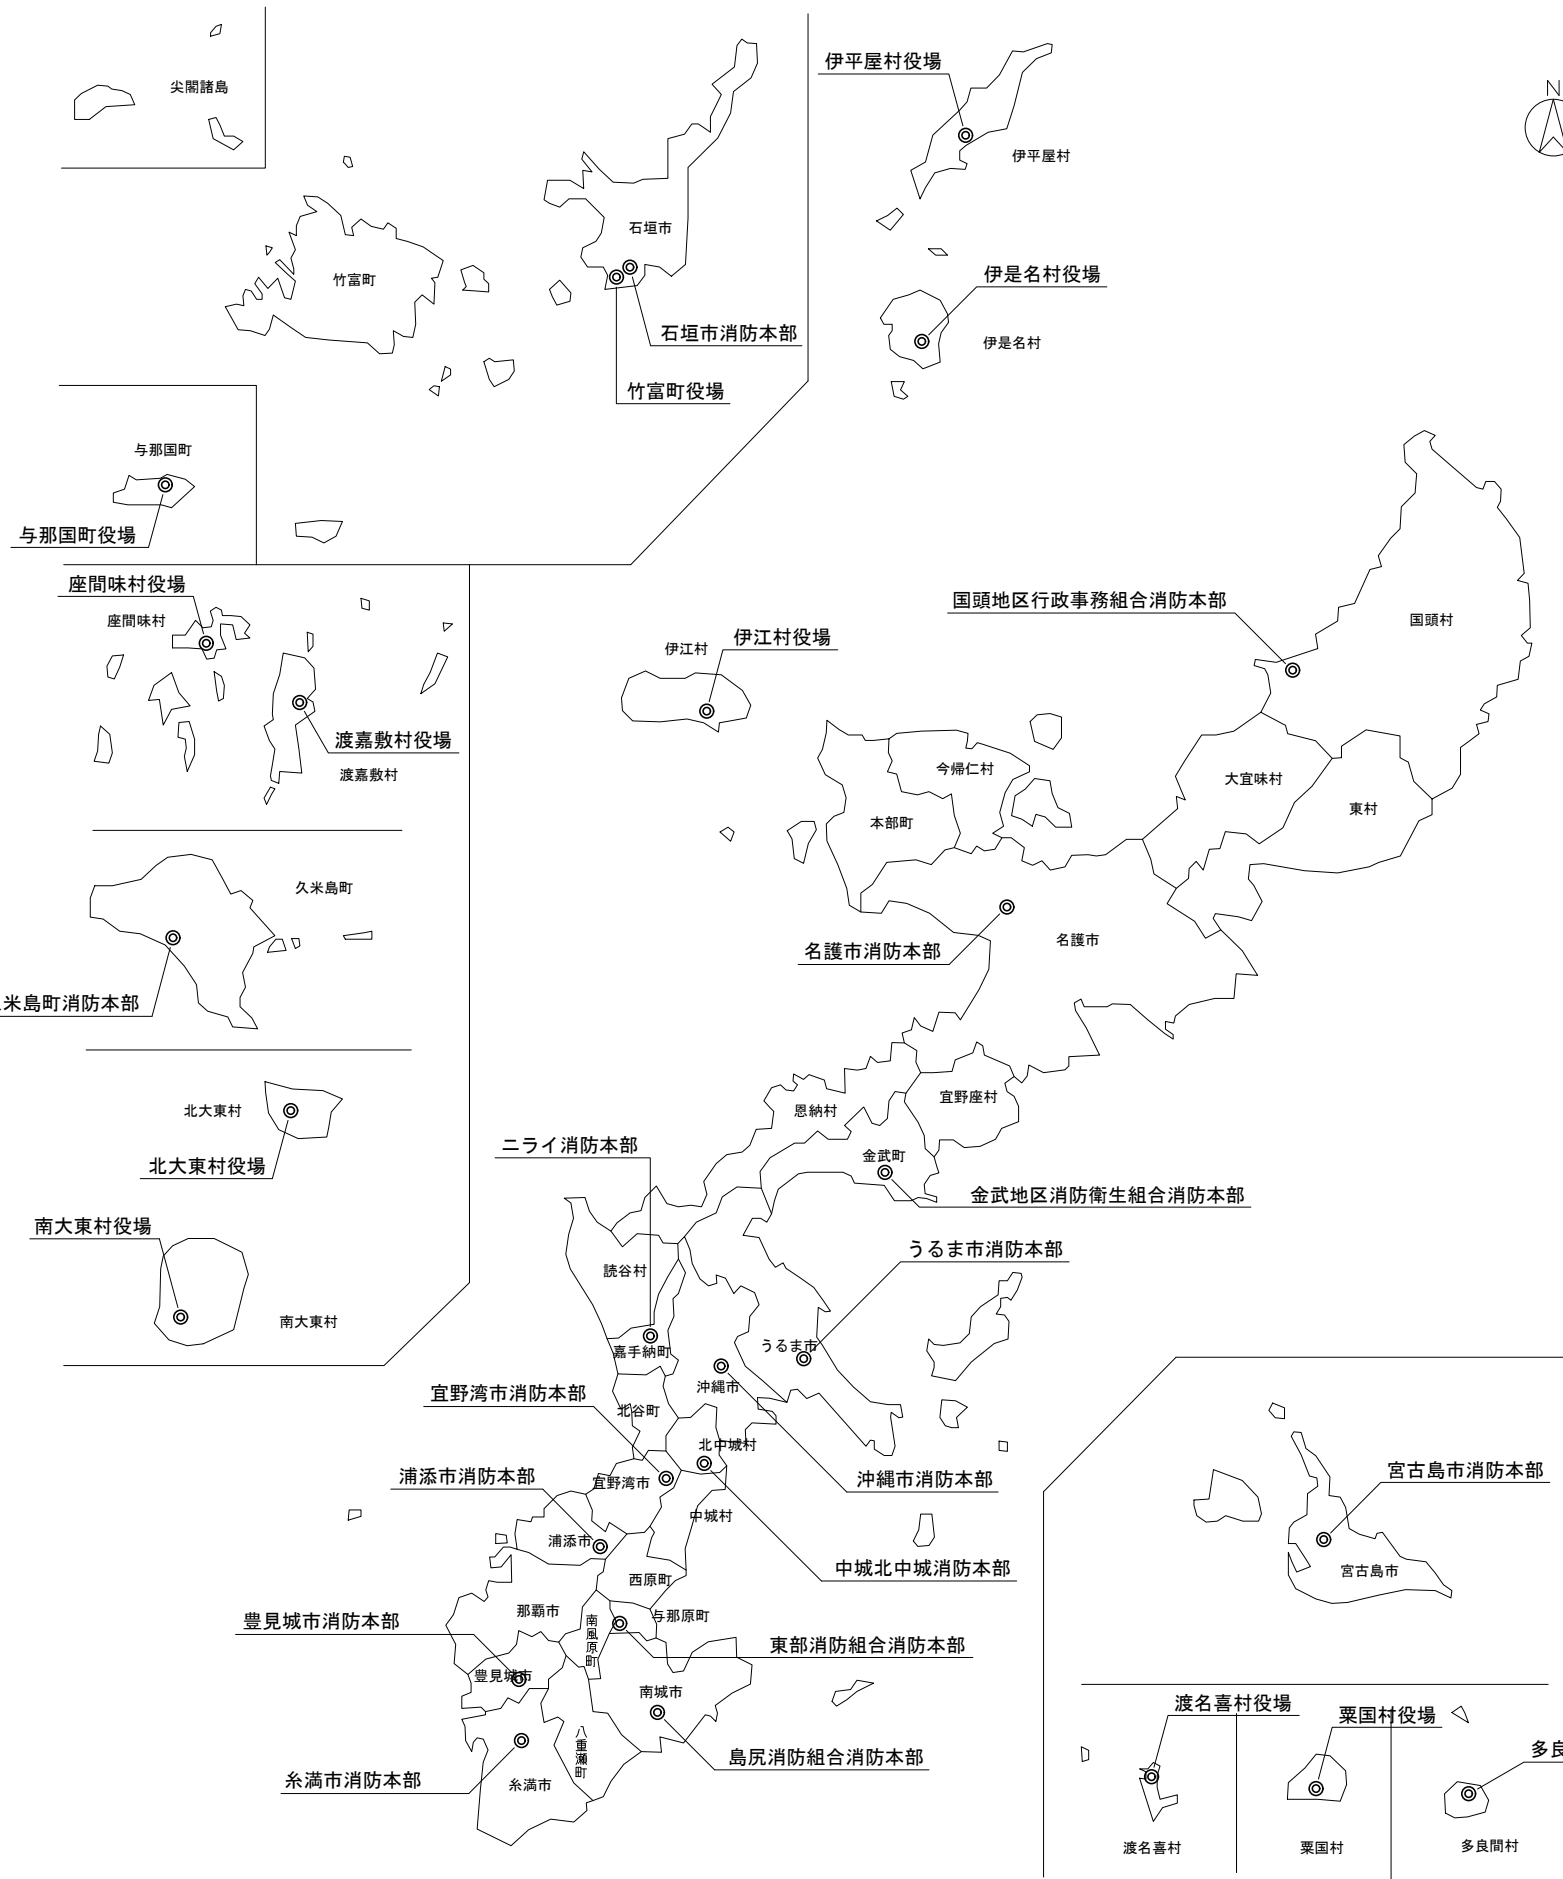 尖閣諸島
伊平屋村役場
N
伊平屋村
石垣市
竹富町
伊是名村役場
伊是名村
石垣市消防本部
竹富町役場
与那国町
与那国町役場
座間味村役場
座間味村
国頭地区行政事務組合消防本部
国頭村
伊江村
伊江村役場
渡嘉敷村役場
渡嘉敷村
今帰仁村
大宜味村
東村
本部町
久米島町
名護市消防本部
名護市
米島町消防本部
恩納村
宜野座村
北大東村
北大東村役場
ニライ消防本部
金武町
金武地区消防衛生組合消防本部
南大東村役場
南大東村
うるま市消防本部
読谷村
嘉手納町
うるま市
宜野湾市消防本部
沖縄市
北谷町
北中城村
浦添市消防本部
宜野湾市
沖縄市消防本部
宮古島市消防本部
中城村
浦添市
中城北中城消防本部
宮古島市
西原町
那覇市
与那原町
南風原町
豊見城市消防本部
東部消防組合消防本部
豊見城市
南城市
八重瀬町
島尻消防組合消防本部
糸満市消防本部
糸満市
渡名喜村役場
粟国村役場
多良
渡名喜村
粟国村
多良間村